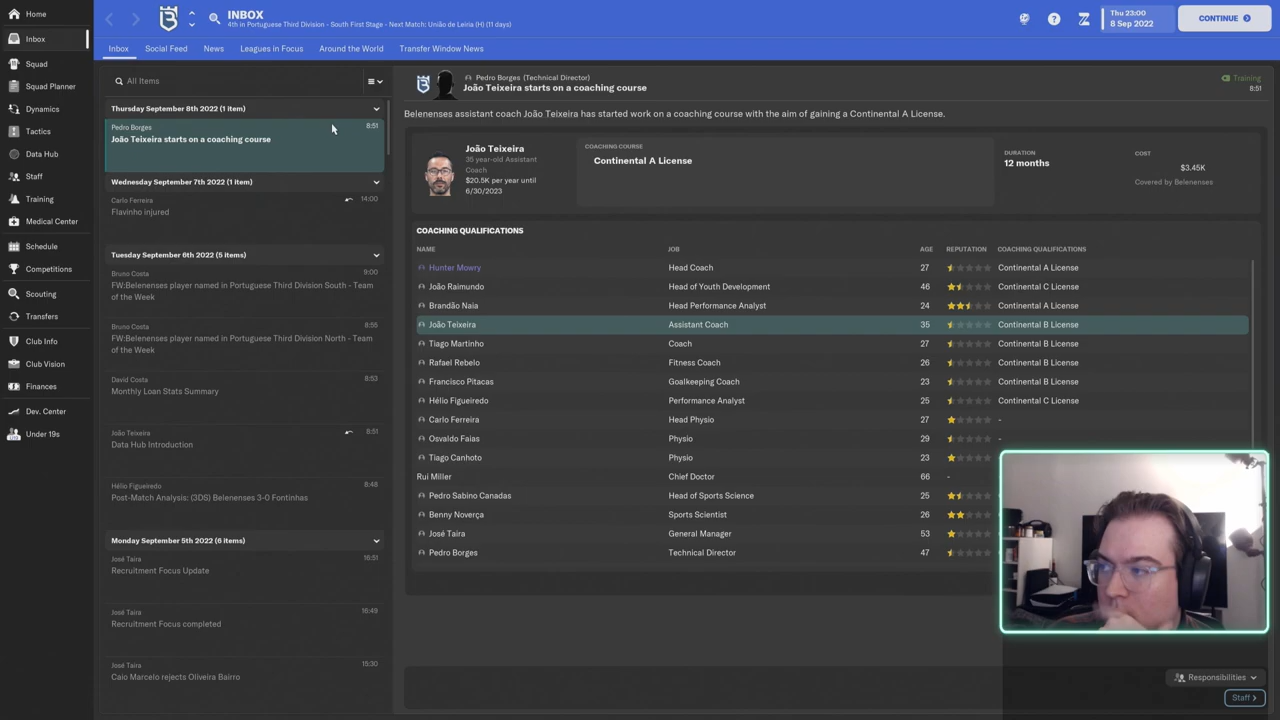 Home
Inbox
Squad
Squad Planner
Dynamics
Tactics
Data Hub
Staff
Training
Medical Center
Schedule
Competitions
Scouting
Transfers
Club Info
Club Vision
Finances
Dev. Center
Under 19s
INBOX
4th in Portuguese Third Division - South First Stage - Next Match: União de Leiria (H) (11 days)
Thu 23:00
8 Sep 2022
CONTINUE
Inbox
Social Feed
News
Leagues in Focus
Around the World
Transfer Window News
All Items
Thursday September 8th 2022 (1 item)
Pedro Borges 8:51
João Teixeira starts on a coaching course
Wednesday September 7th 2022 (1 item)
Carlo Ferreira 14:00
Flavinho injured
Tuesday September 6th 2022 (5 items)
Bruno Costa 9:00
FW:Belenenses player named in Portuguese Third Division South - Team
of the Week
Bruno Costa 8:55
FW:Belenenses player named in Portuguese Third Division North - Team
of the Week
David Costa 8:53
Monthly Loan Stats Summary
João Teixeira 8:51
Data Hub Introduction
Hélio Figueiredo 8:48
Post-Match Analysis: (3DS) Belenenses 3-0 Fontinhas
Monday September 5th 2022 (6 items)
José Taira 16:51
Recruitment Focus Update
José Taira 16:49
Recruitment Focus completed
José Taira 15:30
Caio Marcelo rejects Oliveira Bairro
Pedro Borges (Technical Director)
João Teixeira starts on a coaching course
Training
8:51
Belenenses assistant coach João Teixeira has started work on a coaching course with the aim of gaining a Continental A License.
João Teixeira
35 year-old Assistant
Coach
$20.5K per year until
6/30/2023
COACHING COURSE
Continental A License
DURATION
12 months
COST
$3.45K
Covered by Belenenses
COACHING QUALIFICATIONS
NAME JOB AGE REPUTATION COACHING QUALIFICATIONS
Hunter Mowry Head Coach 27 Continental A License
João Raimundo Head of Youth Development 46 Continental C License
Brandão Naia Head Performance Analyst 24 Continental A License
João Teixeira Assistant Coach 35 Continental B License
Tiago Martinho Coach 27 Continental B License
Rafael Rebelo Fitness Coach 26 Continental B License
Francisco Pitacas Goalkeeping Coach 23 Continental B License
Hélio Figueiredo Performance Analyst 25 Continental C License
Carlo Ferreira Head Physio 27 -
Osvaldo Faias Physio 29 -
Tiago Canhoto Physio 23
Rui Miller Chief Doctor 66 -
Pedro Sabino Canadas Head of Sports Science 25
Benny Noverça Sports Scientist 26
José Taira General Manager 53
Pedro Borges Technical Director 47
Responsibilities
Staff